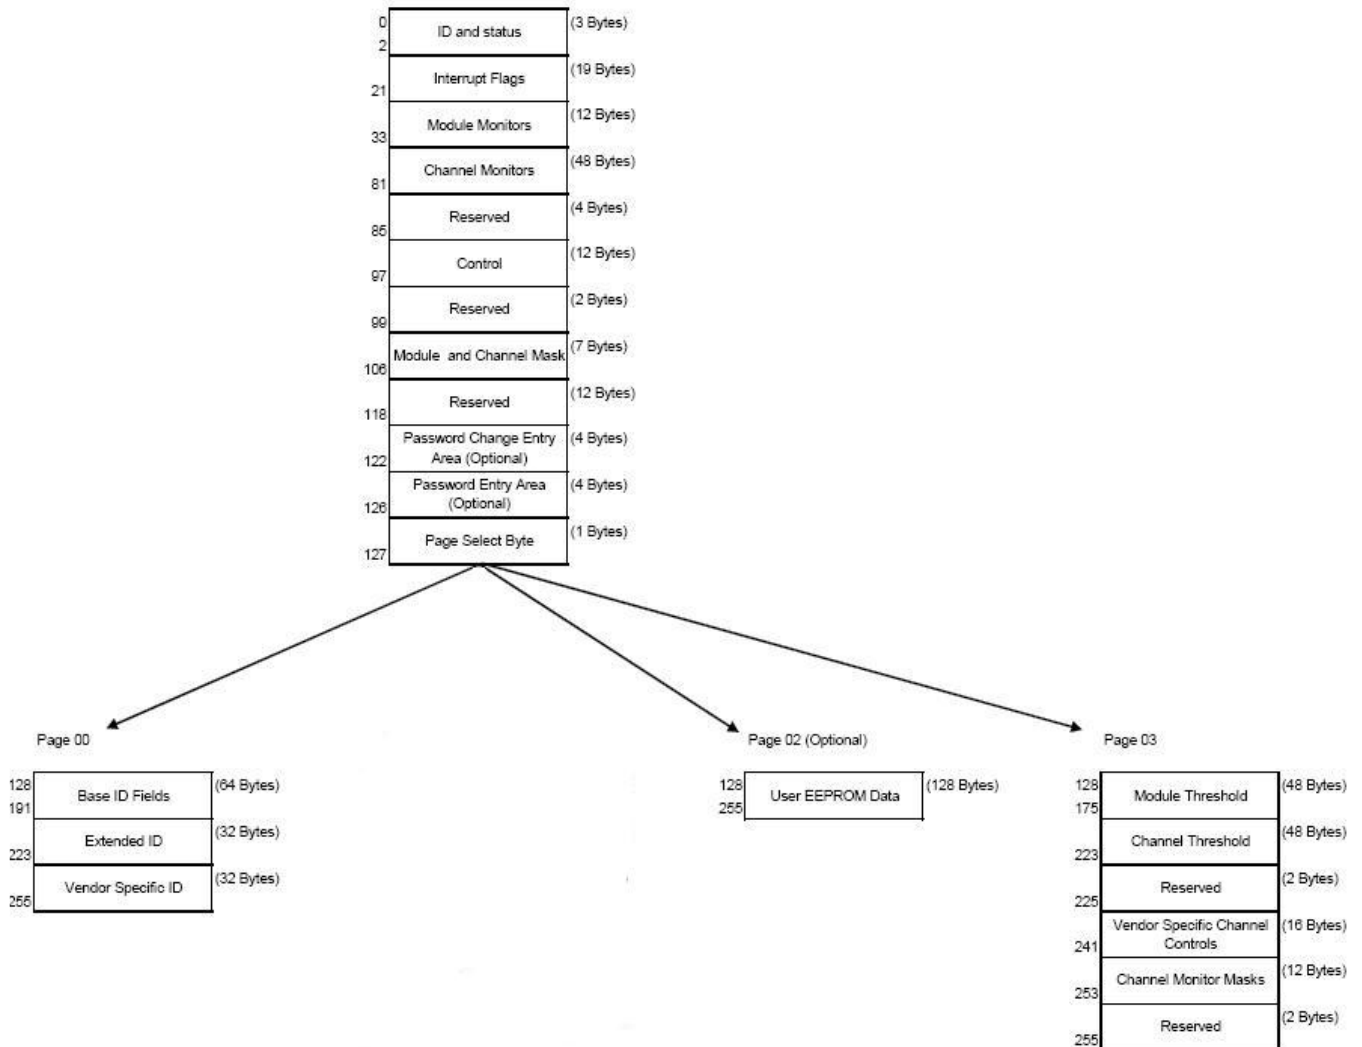 0
ID and status
(3 Bytes)
2
Interrupt Flags
(19 Bytes)
21
Module Monitors
(12 Bytes)
33
Channel Monitors
(48 Bytes)
81
Reserved
(4 Bytes)
85
Control
(12 Bytes)
97
Reserved
(2 Bytes)
99
Module and Channel Mask
(7 Bytes)
106
Reserved
(12 Bytes)
118
Password Change Entry
Area (Optional)
(4 Bytes)
122
Password Entry Area
(Optional)
(4 Bytes)
126
Page Select Byte
(1 Bytes)
127
Page 00
128
Base ID Fields
(64 Bytes)
191
Extended ID
(32 Bytes)
223
Vendor Specific ID
(32 Bytes)
255
Page 02 (Optional)
128
User EEPROM Data
(128 Bytes)
255
Page 03
128
Module Threshold
(48 Bytes)
175
Channel Threshold
(48 Bytes)
223
Reserved
(2 Bytes)
225
Vendor Specific Channel
Controls
(16 Bytes)
241
Channel Monitor Masks
(12 Bytes)
253
Reserved
(2 Bytes)
255